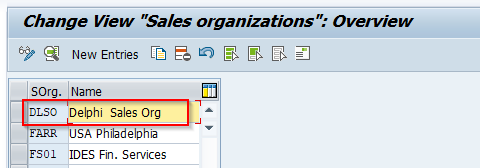 Change View "Sales organizations": Overview
New Entries
SOrg. Name
DLSO Delphi  Sales Org
FARR USA Philadelphia
FS01 IDES Fin. Services